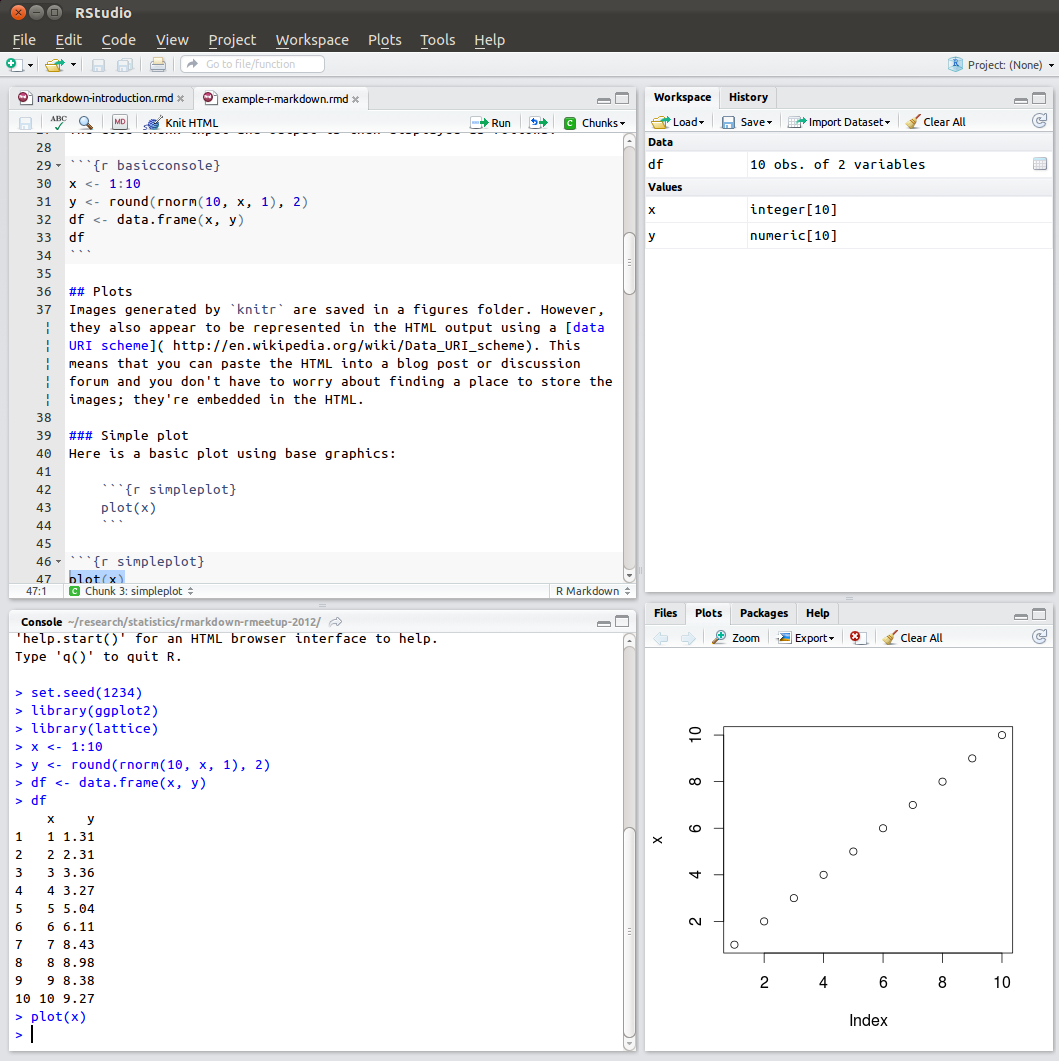 RStudio
File Edit Code View Project Workspace Plots Tools Help
Go to file/function
Project: (None)
markdown-introduction.rmd
example-r-markdown.rmd
ABC MD Knit HTML Run Chunks
28
29 ```{r basicconsole}
30 x <- 1:10
31 y <- round(rnorm(10, x, 1), 2)
32 df <- data.frame(x, y)
33 df
34 ```
35
36 ## Plots
37 Images generated by `knitr` are saved in a figures folder. However,
they also appear to be represented in the HTML output using a [data
URI scheme]( http://en.wikipedia.org/wiki/Data_URI_scheme). This
means that you can paste the HTML into a blog post or discussion
forum and you don't have to worry about finding a place to store the
images; they're embedded in the HTML.
38
39 ### Simple plot
40 Here is a basic plot using base graphics:
41
42 ```{r simpleplot}
43 plot(x)
44 ```
45
46 ```{r simpleplot}
47 plot(x)
47:1 C Chunk 3: simpleplot R Markdown
Workspace History
Load Save Import Dataset Clear All
Data
df 10 obs. of 2 variables
Values
x integer[10]
y numeric[10]
Console ~/research/statistics/rmarkdown-rmeetup-2012/
'help.start()' for an HTML browser interface to help.
Type 'q()' to quit R.
> set.seed(1234)
> library(ggplot2)
> library(lattice)
> x <- 1:10
> y <- round(rnorm(10, x, 1), 2)
> df <- data.frame(x, y)
> df
x y
1 1 1.31
2 2 2.31
3 3 3.36
4 4 3.27
5 5 5.04
6 6 6.11
7 7 8.43
8 8 8.98
9 9 8.38
10 10 9.27
> plot(x)
>
Files Plots Packages Help
Zoom Export Clear All
10
8
6
x
4
2
2 4 6 8 10
Index